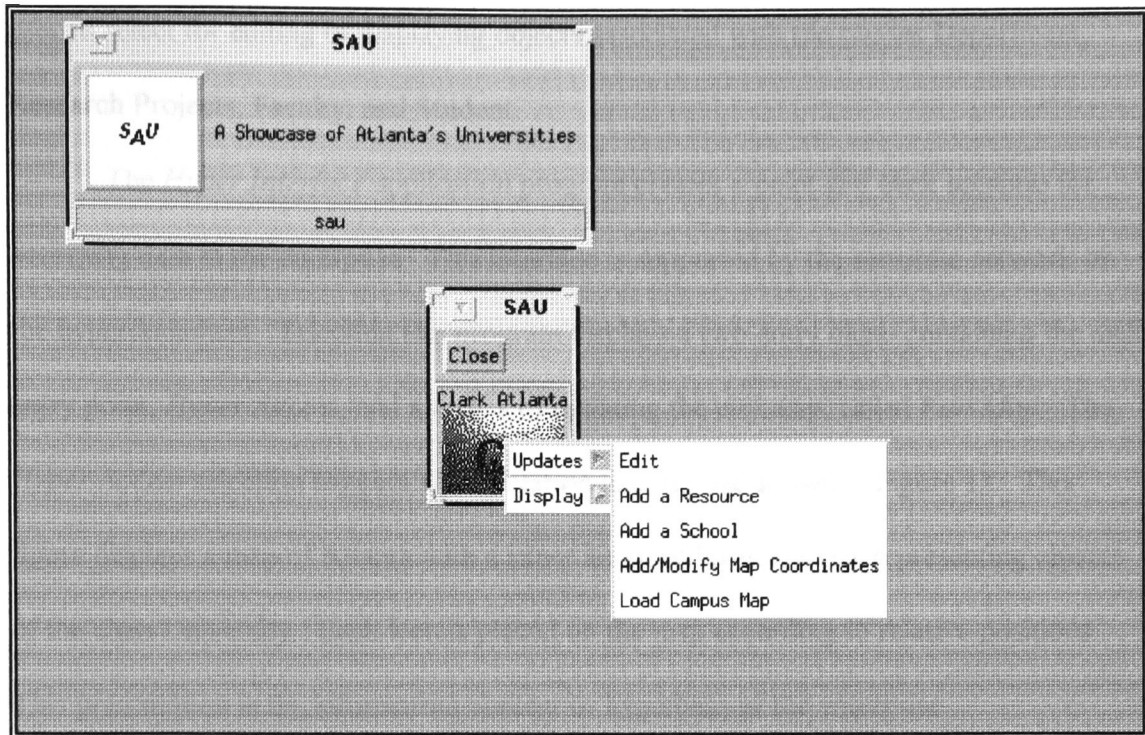 SAU
SAU
A Showcase of Atlanta's Universities
sau
SAU
Close
Clark Atlanta
Updates
Display
Edit
Add a Resource
Add a School
Add/Modify Map Coordinates
Load Campus Map